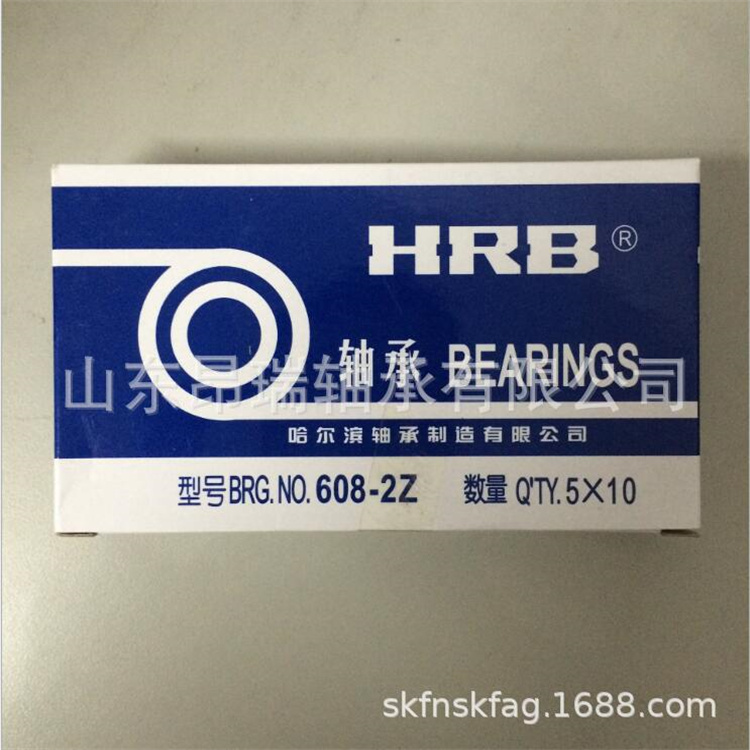 HRB®
轴承 BEARINGS
山东昂瑞轴承有限公司
哈尔滨轴承制造有限公司
型号BRG.NO.608-2Z 数量 Q'TY.5×10
skfnskfag.1688.com